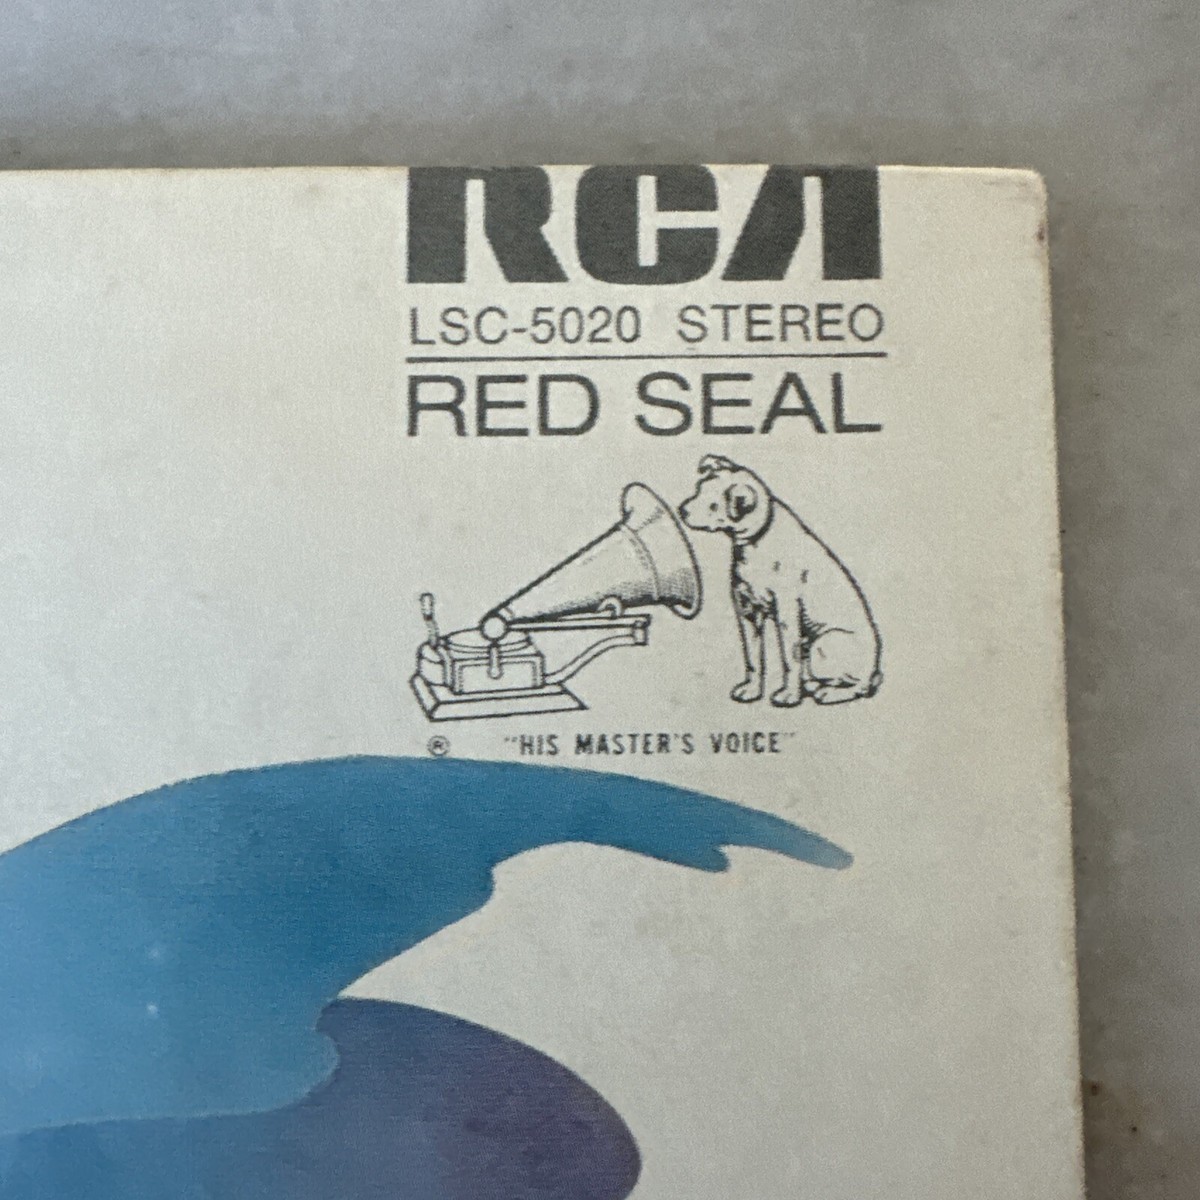 RCA
LSC-5020 STEREO
RED SEAL
® "HIS MASTER'S VOICE"